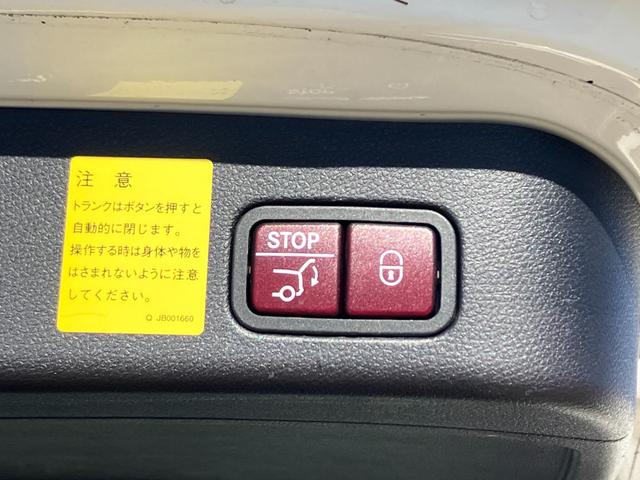 注 意
トランクはボタンを押すと
自動的に閉じます。
操作する時は身体や物を
はさまれないように注意
してください。
Q JB001660
STOP